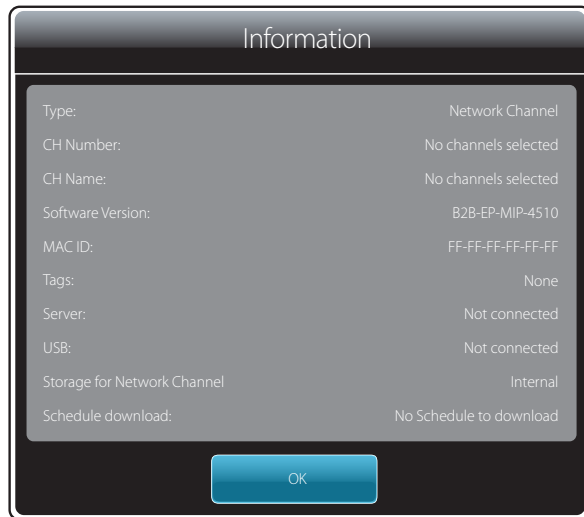 Information
Type: Network Channel
CH Number: No channels selected
CH Name: No channels selected
Software Version: B2B-EP-MIP-4510
MAC ID: FF-FF-FF-FF-FF-FF
Tags: None
Server: Not connected
USB: Not connected
Storage for Network Channel Internal
Schedule download: No Schedule to download
OK